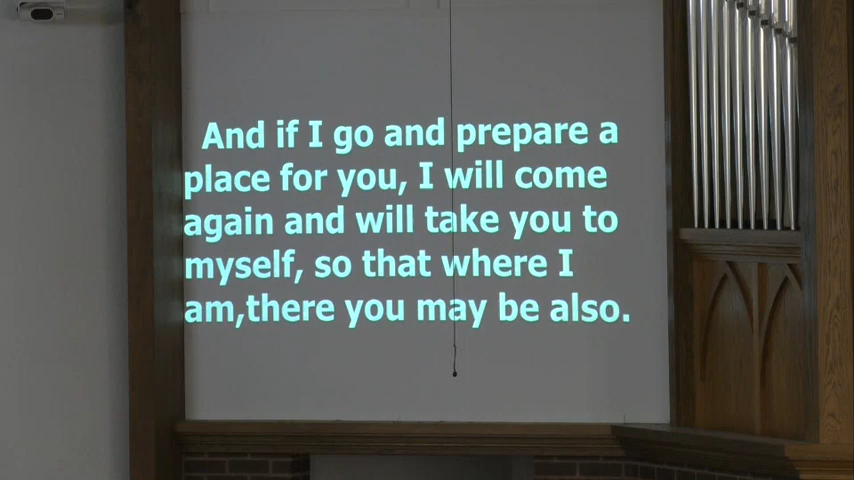 And if I go and prepare a
place for you, I will come
again and will take you to
myself, so that where I
am,there you may be also.